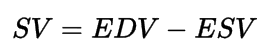 SV = EDV − ESV